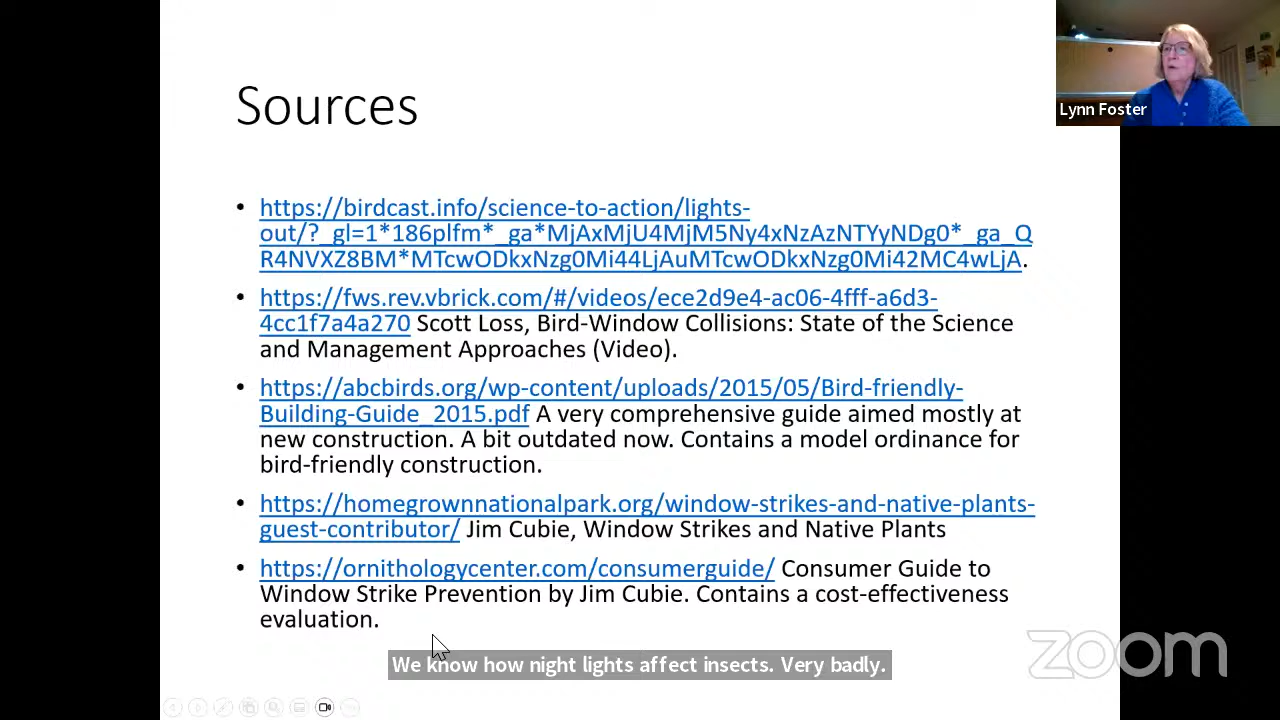 Sources
Lynn Foster
• https://birdcast.info/science-to-action/lights-
out/?_gl=1*186plfm*_ga*MjAxMjU4MjM5Ny4xNzAzNTYyNDg0*_ga_Q
R4NVXZ8BM*MTcwODkxNzg0Mi44LjAuMTcwODkxNzg0Mi42MC4wLjA.
• https://fws.rev.vbrick.com/#/videos/ece2d9e4-ac06-4fff-a6d3-
4cc1f7a4a270 Scott Loss, Bird-Window Collisions: State of the Science
and Management Approaches (Video).
• https://abcbirds.org/wp-content/uploads/2015/05/Bird-friendly-
Building-Guide_2015.pdf A very comprehensive guide aimed mostly at
new construction. A bit outdated now. Contains a model ordinance for
bird-friendly construction.
• https://homegrownnationalpark.org/window-strikes-and-native-plants-
guest-contributor/ Jim Cubie, Window Strikes and Native Plants
• https://ornithologycenter.com/consumerguide/ Consumer Guide to
Window Strike Prevention by Jim Cubie. Contains a cost-effectiveness
evaluation.
We know how night lights affect insects. Very badly.
zoom